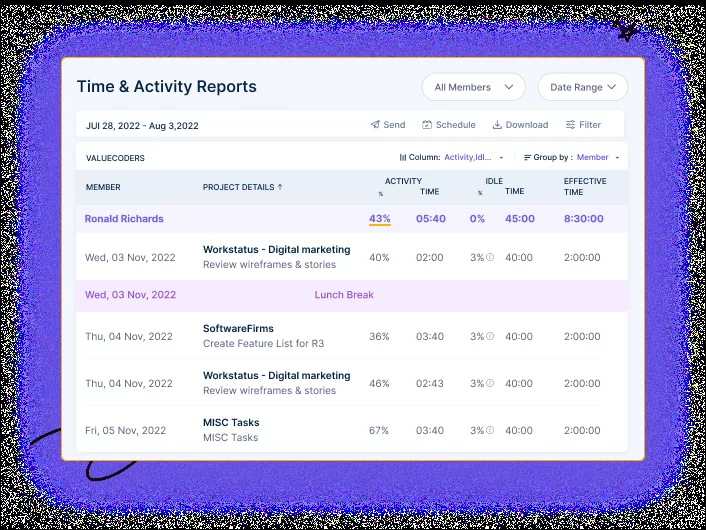 Time & Activity Reports
All Members
Date Range
JUl 28, 2022 - Aug 3,2022
Send
Schedule
Download
Filter
VALUECODERS
Column: Activity,Idl...
Group by : Member
MEMBER
PROJECT DETAILS ↑
ACTIVITY
% TIME
IDLE
% TIME
EFFECTIVE
TIME
Ronald Richards 43% 05:40 0% 45:00 8:30:00
Wed, 03 Nov, 2022
Workstatus - Digital marketing
Review wireframes & stories
40% 02:00 3% 40:00 2:00:00
Wed, 03 Nov, 2022 Lunch Break
Thu, 04 Nov, 2022
SoftwareFirms
Create Feature List for R3
36% 03:40 3% 40:00 2:00:00
Thu, 04 Nov, 2022
Workstatus - Digital marketing
Review wireframes & stories
46% 02:43 3% 40:00 2:00:00
Fri, 05 Nov, 2022
MISC Tasks
MISC Tasks
67% 03:40 3% 40:00 2:00:00